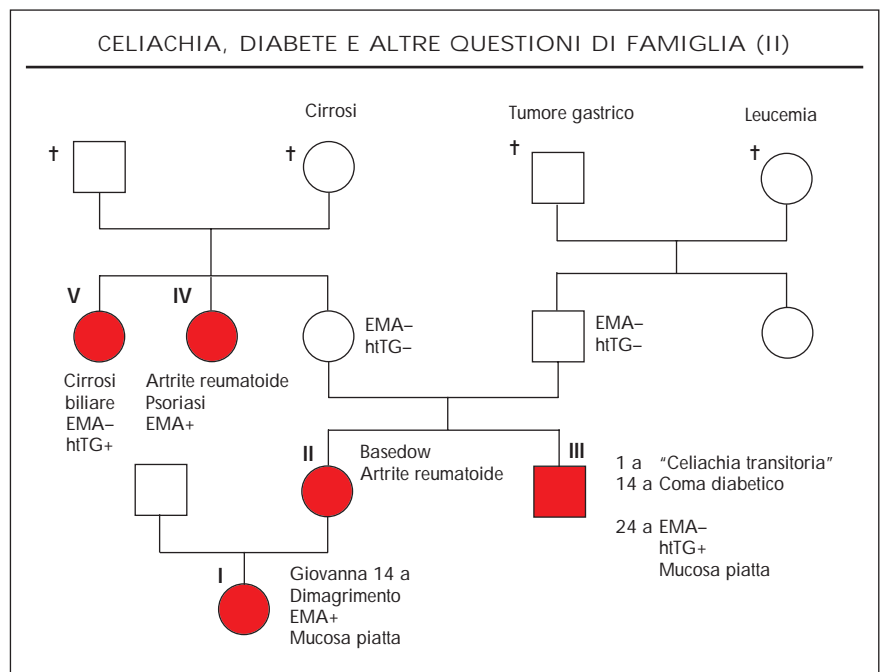 CELIACHIA, DIABETE E ALTRE QUESTIONI DI FAMIGLIA (II)
Cirrosi
Tumore gastrico
Leucemia
†
†
†
†
V
IV
EMA–
htTG–
EMA–
htTG–
Cirrosi
biliare
EMA–
htTG+
Artrite reumatoide
Psoriasi
EMA+
II
Basedow
Artrite reumatoide
III
1 a "Celiachia transitoria"
14 a Coma diabetico
24 a EMA–
htTG+
Mucosa piatta
I
Giovanna 14 a
Dimagrimento
EMA+
Mucosa piatta